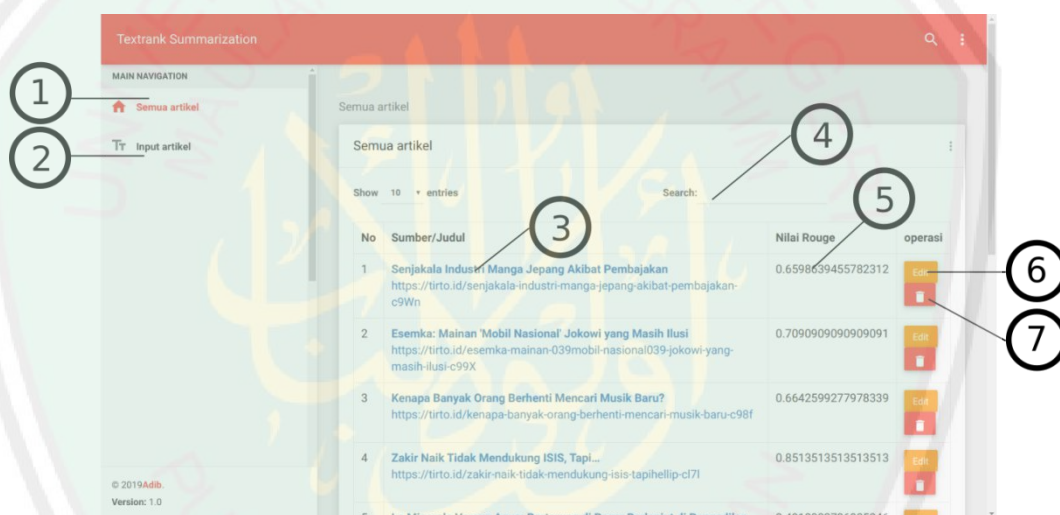 Textrank Summarization
MAIN NAVIGATION
1
Semua artikel
2
Input artikel
Semua artikel
Semua artikel
4
Show 10 entries Search:
3
5
No Sumber/Judul Nilai Rouge operasi
1 Senjakala Industri Manga Jepang Akibat Pembajakan 0.6598639455782312 Edit 6
https://tirto.id/senjakala-industri-manga-jepang-akibat-pembajakan-
c9Wn
7
2 Esemka: Mainan 'Mobil Nasional' Jokowi yang Masih Ilusi 0.7090909090909091 Edit
https://tirto.id/esemka-mainan-039mobil-nasional039-jokowi-yang-
masih-ilusi-c99X
3 Kenapa Banyak Orang Berhenti Mencari Musik Baru? 0.6642599277978339 Edit
https://tirto.id/kenapa-banyak-orang-berhenti-mencari-musik-baru-c98f
4 Zakir Naik Tidak Mendukung ISIS, Tapi... 0.8513513513513513 Edit
https://tirto.id/zakir-naik-tidak-mendukung-isis-tapihellip-cl7l
© 2019Adib.
Version: 1.0